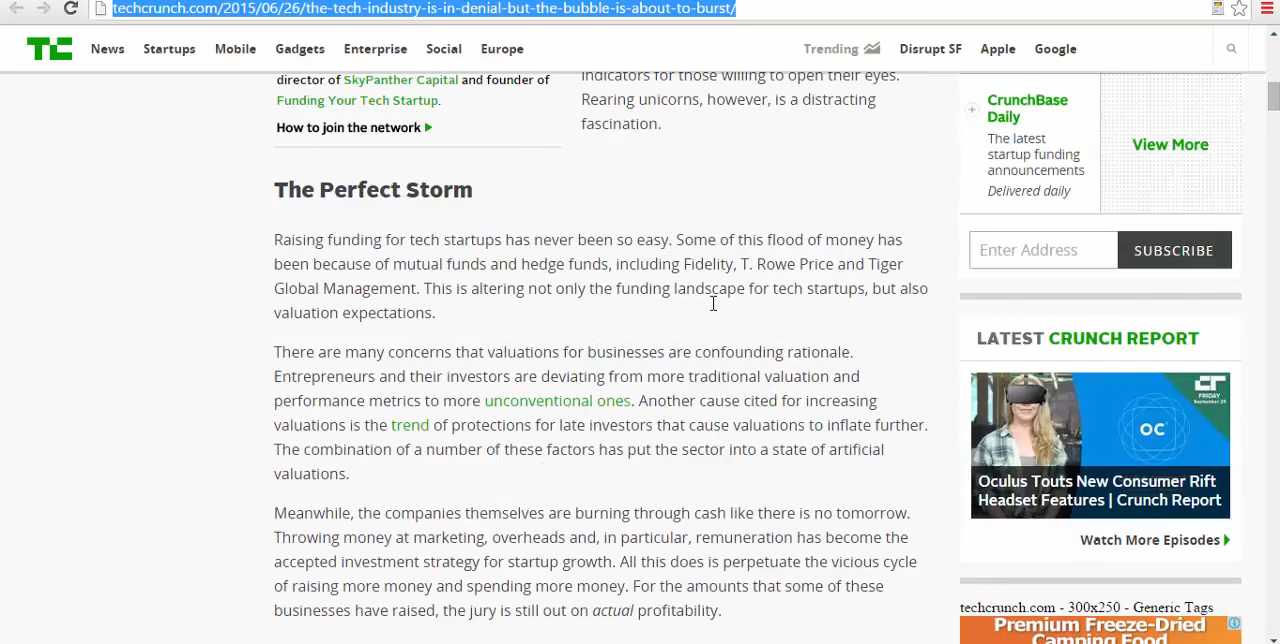 techcrunch.com/2015/06/26/the-tech-industry-is-in-denial-but-the-bubble-is-about-to-burst/
TC News Startups Mobile Gadgets Enterprise Social Europe Trending Disrupt SF Apple Google
director of SkyPanther Capital and founder of
Funding Your Tech Startup.
How to join the network
indicators for those willing to open their eyes.
Rearing unicorns, however, is a distracting
fascination.
The Perfect Storm
Raising funding for tech startups has never been so easy. Some of this flood of money has
been because of mutual funds and hedge funds, including Fidelity, T. Rowe Price and Tiger
Global Management. This is altering not only the funding landscape for tech startups, but also
valuation expectations.
There are many concerns that valuations for businesses are confounding rationale.
Entrepreneurs and their investors are deviating from more traditional valuation and
performance metrics to more unconventional ones. Another cause cited for increasing
valuations is the trend of protections for late investors that cause valuations to inflate further.
The combination of a number of these factors has put the sector into a state of artificial
valuations.
Meanwhile, the companies themselves are burning through cash like there is no tomorrow.
Throwing money at marketing, overheads and, in particular, remuneration has become the
accepted investment strategy for startup growth. All this does is perpetuate the vicious cycle
of raising more money and spending more money. For the amounts that some of these
businesses have raised, the jury is still out on actual profitability.
+ CrunchBase
Daily
The latest
startup funding
announcements
Delivered daily
View More
Enter Address SUBSCRIBE
LATEST CRUNCH REPORT
FRIDAY
OC
Oculus Touts New Consumer Rift
Headset Features | Crunch Report
Watch More Episodes
techcrunch.com - 300x250 - Generic Tags
Premium Freeze-Dried
Camping Food